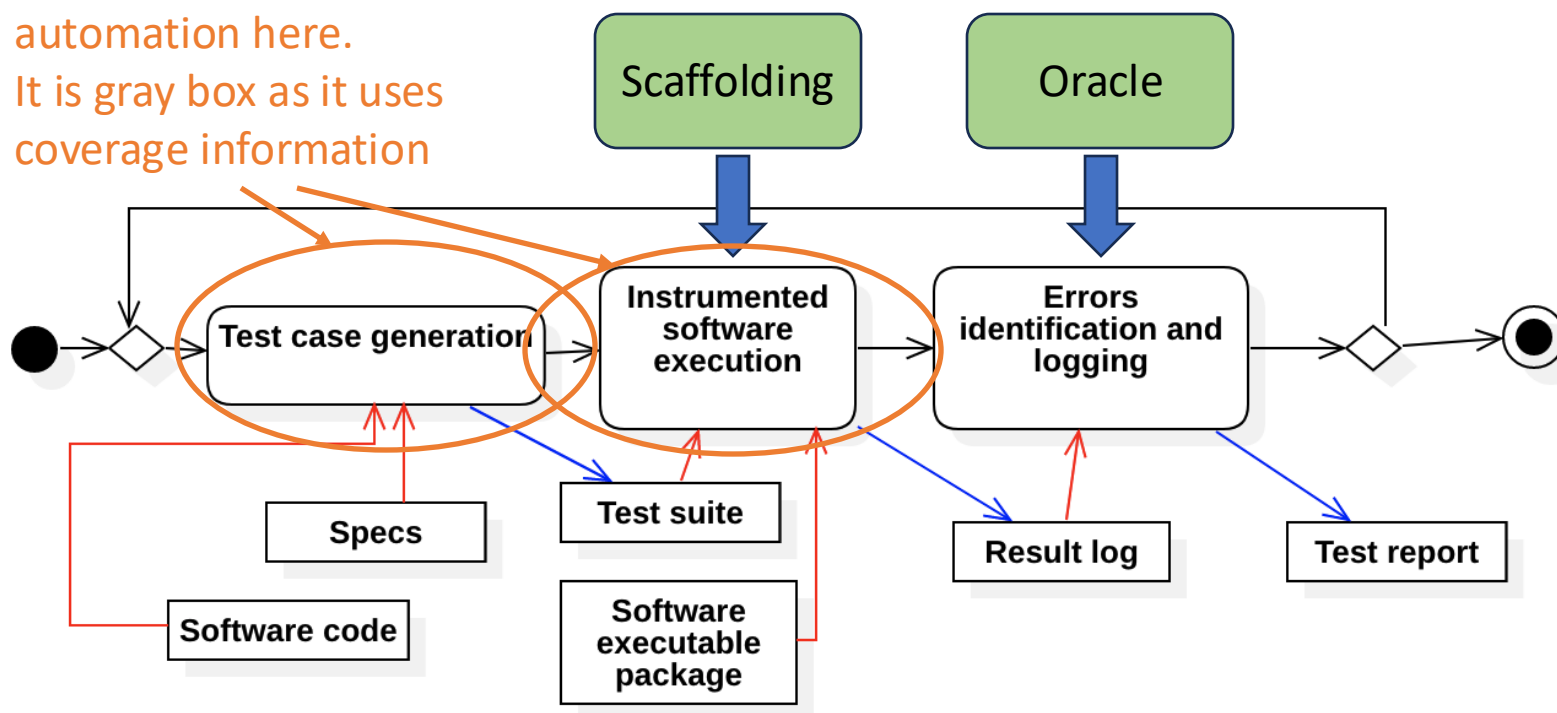 automation here.
It is gray box as it uses
coverage information
Scaffolding
Oracle
Test case generation
Instrumented
software
execution
Errors
identification and
logging
Specs
Test suite
Result log
Test report
Software code
Software
executable
package